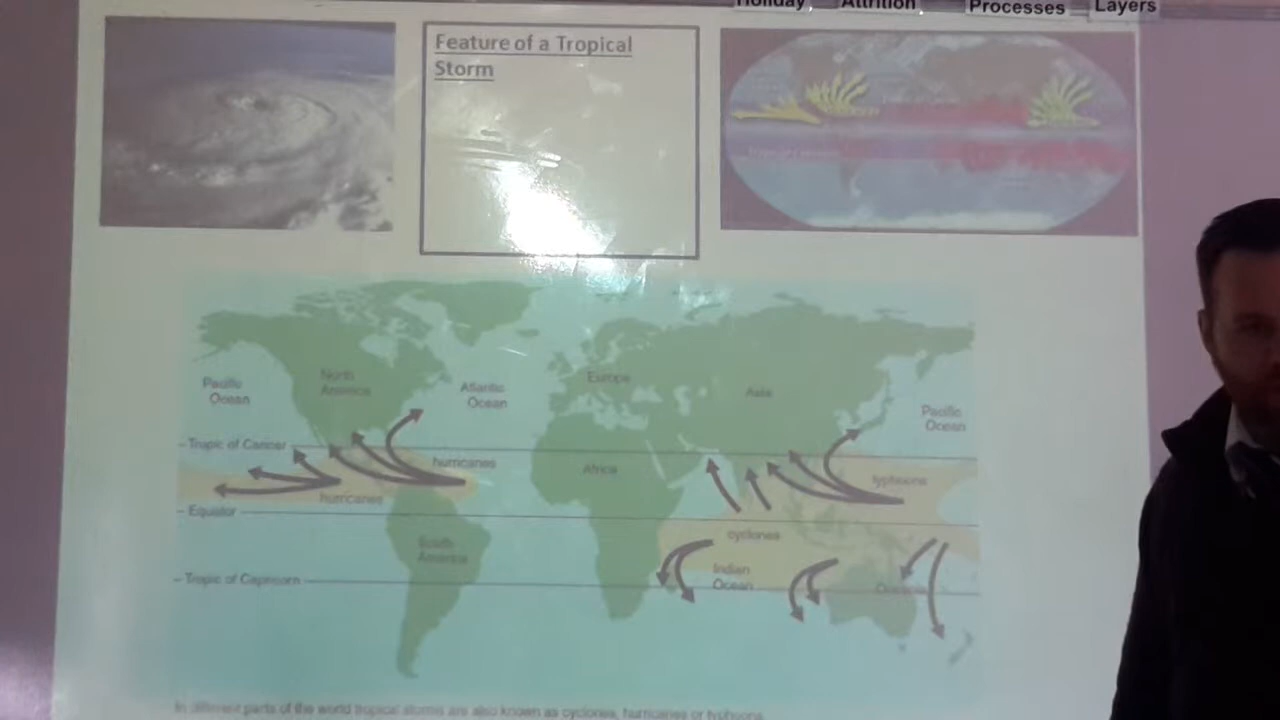 Holiday
Attrition
Processes
Layers
Feature of a Tropical
Storm
Pacific
Ocean
North
America
Atlantic
Ocean
Europe
Asia
Pacific
Ocean
Tropic of Cancer
hurricanes
Africa
typhoons
hurricanes
Equator
cyclones
South
America
Indian
Ocean
Tropic of Capricorn
In different parts of the world tropical storms are also known as cyclones, hurricanes or typhoons